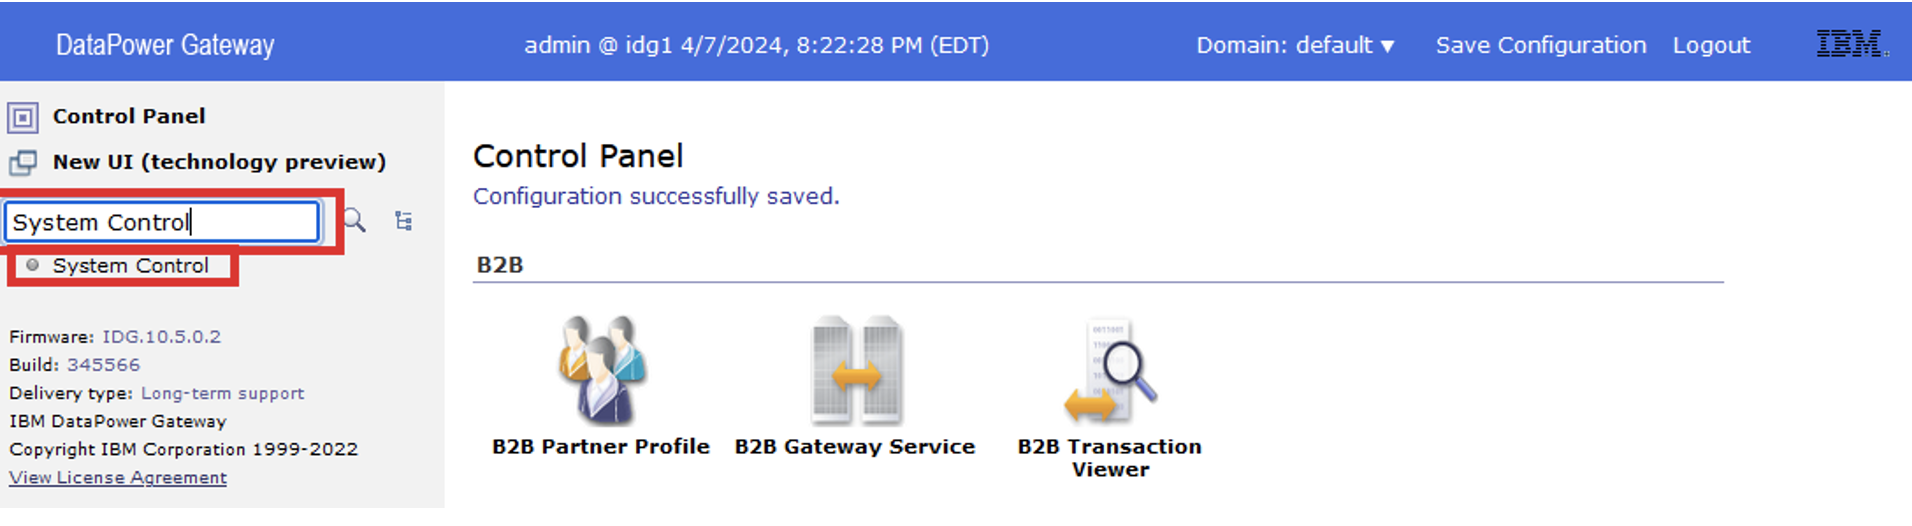 DataPower Gateway
admin @ idg1 4/7/2024, 8:22:28 PM (EDT)
Domain: default ▼
Save Configuration
Logout
IBM
Control Panel
New UI (technology preview)
System Control
System Control
Firmware: IDG.10.5.0.2
Build: 345566
Delivery type: Long-term support
IBM DataPower Gateway
Copyright IBM Corporation 1999-2022
View License Agreement
Control Panel
Configuration successfully saved.
B2B
B2B Partner Profile
B2B Gateway Service
B2B Transaction
Viewer